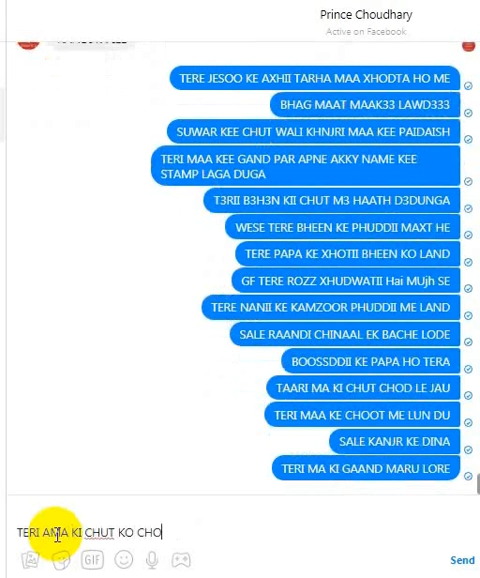 Prince Choudhary
Active on Facebook
TERE JESOO KE AXHII TARHA MAA XHODTA HO ME
BHAG MAAT MAAK33 LAWD333
SUWAR KEE CHUT WALI KHNJRI MAA KEE PAIDAISH
TERI MAA KEE GAND PAR APNE AKKY NAME KEE
STAMP LAGA DUGA
T3RII B3H3N KII CHUT M3 HAATH D3DUNGA
WESE TERE BHEEN KE PHUDDII MAXT HE
TERE PAPA KE XHOTII BHEEN KO LAND
GF TERE ROZZ XHUDWATII Hai MUjh SE
TERE NANII KE KAMZOOR PHUDDII ME LAND
SALE RAANDI CHINAAL EK BACHE LODE
BOOSSDDII KE PAPA HO TERA
TAARI MA KI CHUT CHOD LE JAU
TERI MAA KE CHOOT ME LUN DU
SALE KANJR KE DINA
TERI MA KI GAAND MARU LORE
TERI AMA KI CHUT KO CHO
GIF
Send